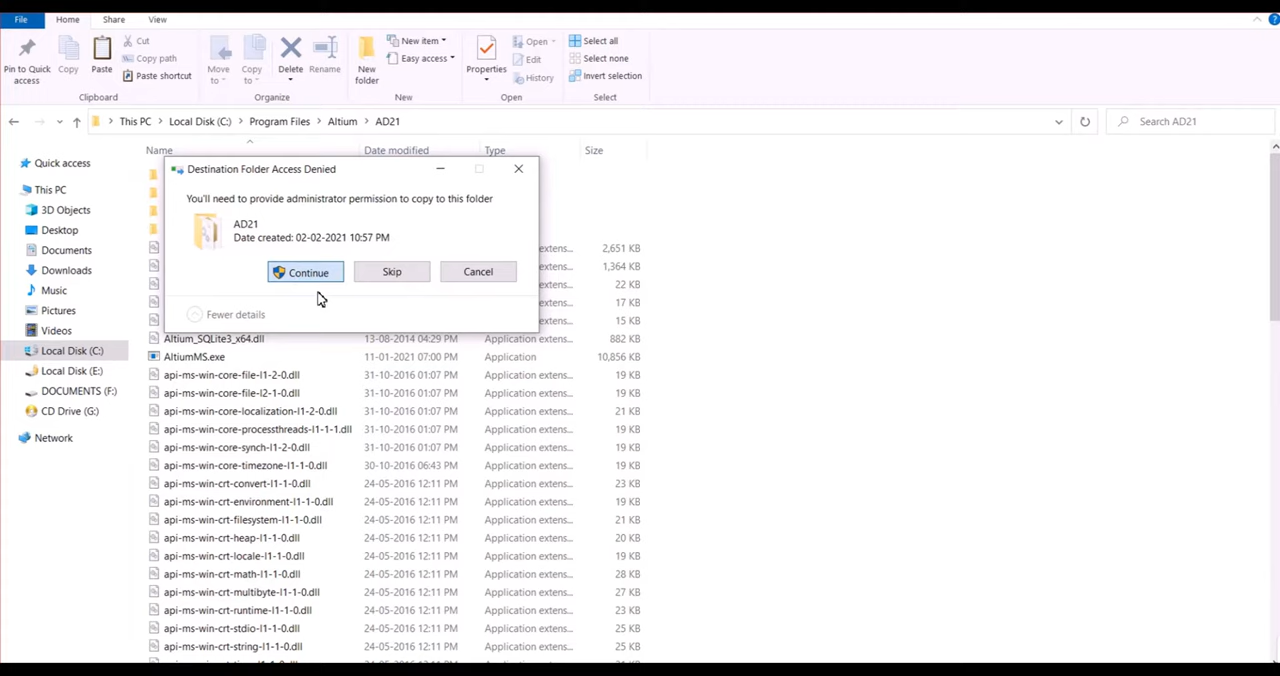 File Home Share View
Pin to Quick access
Copy
Paste
Cut
Copy path
Paste shortcut
Clipboard
Move to
Copy to
Delete
Rename
Organize
New folder
New item
Easy access
New
Properties
Open
Edit
History
Open
Select all
Select none
Invert selection
Select
This PC Local Disk (C:) Program Files Altium AD21
Search AD21
Quick access
This PC
3D Objects
Desktop
Documents
Downloads
Music
Pictures
Videos
Local Disk (C:)
Local Disk (E:)
DOCUMENTS (F:)
CD Drive (G:)
Network
Name Date modified Type Size
Destination Folder Access Denied
You'll need to provide administrator permission to copy to this folder
AD21
Date created: 02-02-2021 10:57 PM
Continue Skip Cancel
Fewer details
extens... 2,651 KB
extens... 1,364 KB
extens... 22 KB
extens... 17 KB
extens... 15 KB
Altium_SQLite3_x64.dll 13-08-2014 04:29 PM Application extens... 882 KB
AltiumMS.exe 11-01-2021 07:00 PM Application 10,856 KB
api-ms-win-core-file-l1-2-0.dll 31-10-2016 01:07 PM Application extens... 19 KB
api-ms-win-core-file-l2-1-0.dll 31-10-2016 01:07 PM Application extens... 19 KB
api-ms-win-core-localization-l1-2-0.dll 31-10-2016 01:07 PM Application extens... 21 KB
api-ms-win-core-processthreads-l1-1-1.dll 31-10-2016 01:07 PM Application extens... 19 KB
api-ms-win-core-synch-l1-2-0.dll 31-10-2016 01:07 PM Application extens... 19 KB
api-ms-win-core-timezone-l1-1-0.dll 30-10-2016 06:43 PM Application extens... 19 KB
api-ms-win-crt-convert-l1-1-0.dll 24-05-2016 12:11 PM Application extens... 23 KB
api-ms-win-crt-environment-l1-1-0.dll 24-05-2016 12:11 PM Application extens... 19 KB
api-ms-win-crt-filesystem-l1-1-0.dll 24-05-2016 12:11 PM Application extens... 21 KB
api-ms-win-crt-heap-l1-1-0.dll 24-05-2016 12:11 PM Application extens... 20 KB
api-ms-win-crt-locale-l1-1-0.dll 24-05-2016 12:11 PM Application extens... 19 KB
api-ms-win-crt-math-l1-1-0.dll 24-05-2016 12:11 PM Application extens... 28 KB
api-ms-win-crt-multibyte-l1-1-0.dll 24-05-2016 12:11 PM Application extens... 27 KB
api-ms-win-crt-runtime-l1-1-0.dll 24-05-2016 12:11 PM Application extens... 23 KB
api-ms-win-crt-stdio-l1-1-0.dll 24-05-2016 12:11 PM Application extens... 25 KB
api-ms-win-crt-string-l1-1-0.dll 24-05-2016 12:11 PM Application extens... 25 KB